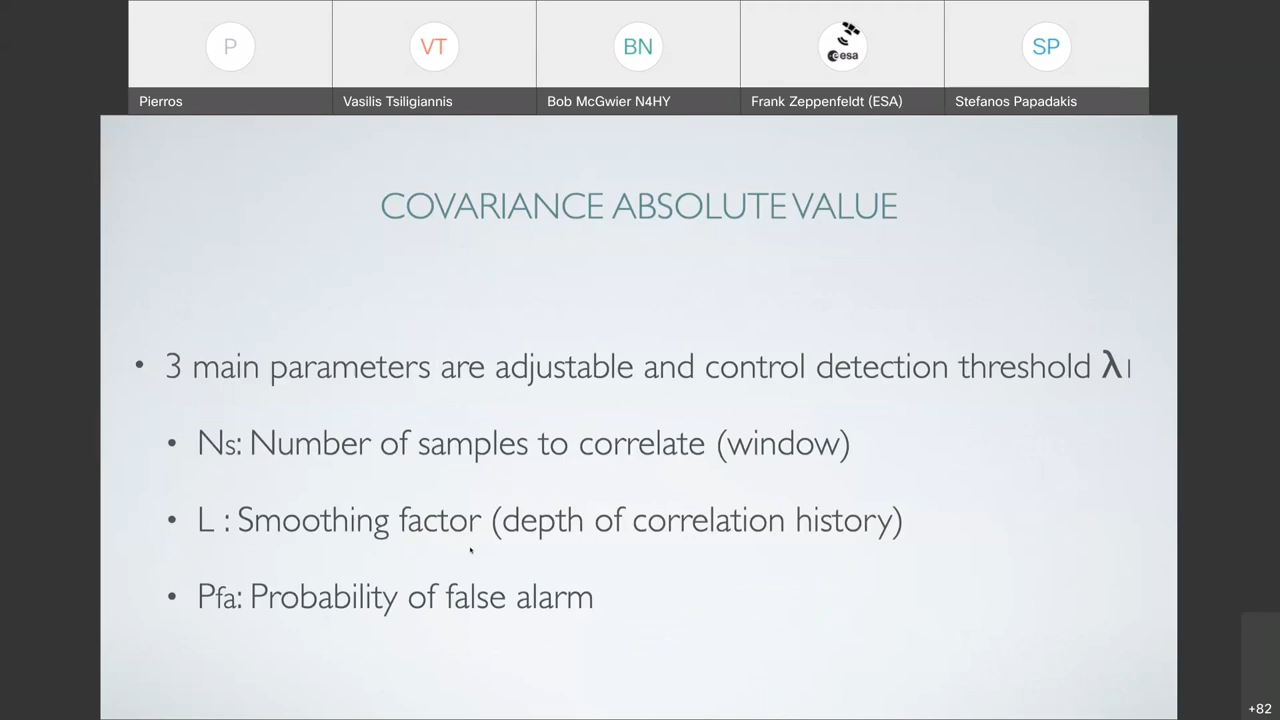 P
VT
BN
esa
SP
Pierros
Vasilis Tsiligiannis
Bob McGwier N4HY
Frank Zeppenfeldt (ESA)
Stefanos Papadakis
COVARIANCE ABSOLUTE VALUE
• 3 main parameters are adjustable and control detection threshold λ1
• Ns: Number of samples to correlate (window)
• L : Smoothing factor (depth of correlation history)
• Pfa: Probability of false alarm
+82